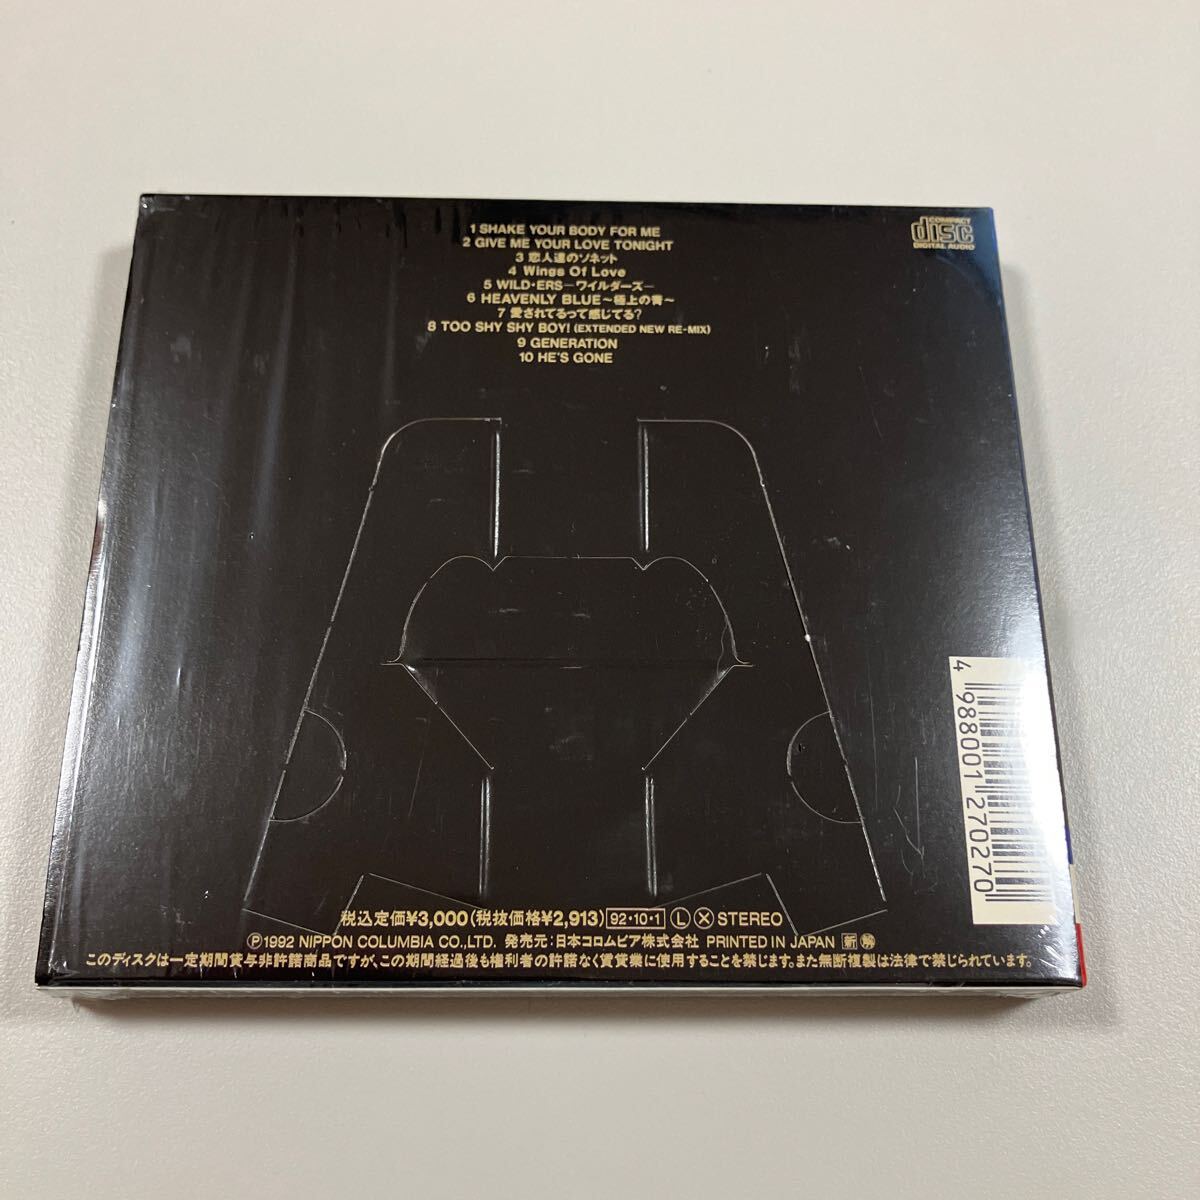 1 SHAKE YOUR BODY FOR ME
2 GIVE ME YOUR LOVE TONIGHT
3 恋人達のソネット
4 Wings Of Love
5 WILD・ERS—ワイルダーズ—
6 HEAVENLY BLUE〜極上の青〜
7 愛されてるって感じてる?
8 TOO SHY SHY BOY! (EXTENDED NEW RE-MIX)
9 GENERATION
10 HE'S GONE
COMPACT
disc
DIGITAL AUDIO
4 988001 270270
税込定価¥3,000(税抜価格¥2,913) 92・10・1 Ⓛ Ⓧ STEREO
Ⓟ1992 NIPPON COLUMBIA CO.,LTD. 発売元:日本コロムビア株式会社 PRINTED IN JAPAN 新 解
このディスクは一定期間貸与非許諾商品ですが、この期間経過後も権利者の許諾なく賃貸業に使用することを禁じます。また無断複製は法律で禁じられています。